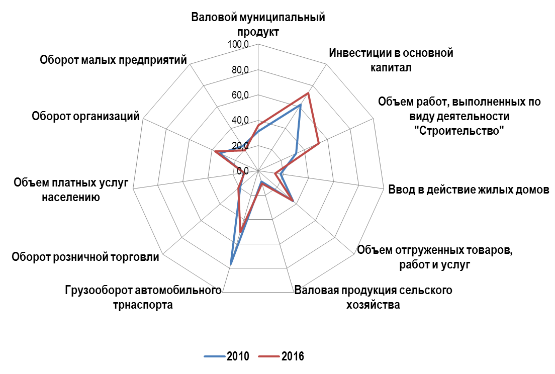 Валовой муниципальный
продукт
100,0
80,0
60,0
40,0
20,0
0,0
Инвестиции в основной
капитал
Объем работ, выполненных по
виду деятельности
"Строительство"
Ввод в действие жилых домов
Объем отгруженных товаров,
работ и услуг
Валовая продукция сельского
хозяйства
Грузооборот автомобильного
трнаспорта
Оборот розничной торговли
Объем платных услуг
населению
Оборот организаций
Оборот малых предприятий
2010
2016